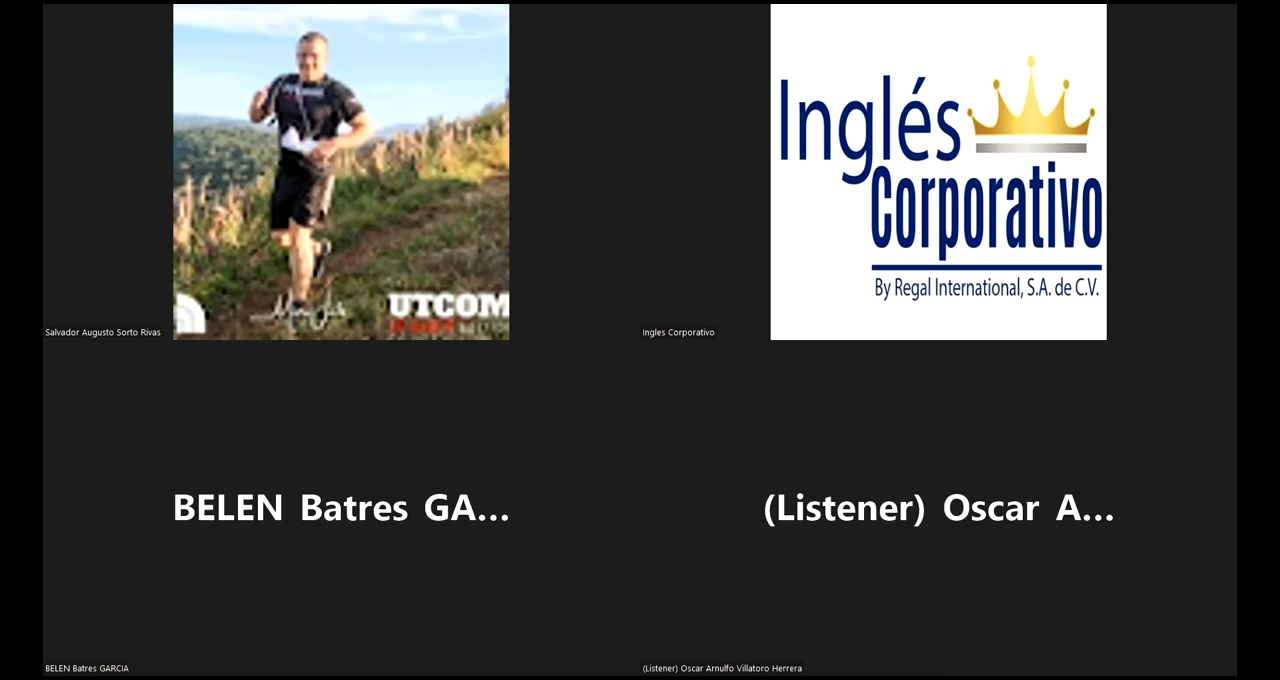 UTCOM
Salvador Augusto Sorto Rivas
Inglés
Corporativo
By Regal International, S.A. de C.V.
Ingles Corporativo
BELEN Batres GA...
BELEN Batres GARCIA
(Listener) Oscar A...
(Listener) Oscar Arnulfo Villatoro Herrera